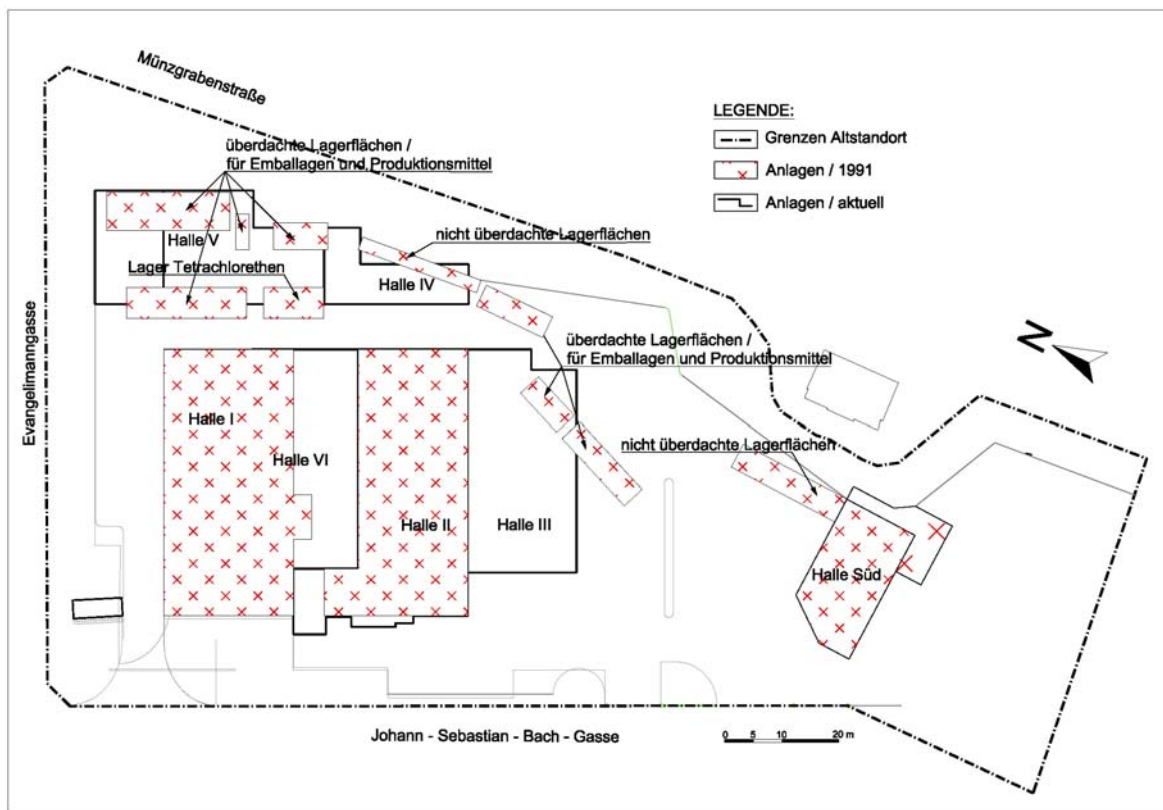 Münzgrabenstraße
LEGENDE:
Grenzen Altstandort
Anlagen / 1991
Anlagen / aktuell
überdachte Lagerflächen /
für Emballagen und Produktionsmittel
Halle V
nicht überdachte Lagerflächen
Lager Tetrachlorethen
Halle IV
überdachte Lagerflächen /
für Emballagen und Produktionsmittel
N
Evangelimanngasse
Halle I
Halle VI
nicht überdachte Lagerflächen
Halle II
Halle III
Halle Süd
Johann - Sebastian - Bach - Gasse
0 5 10 20 m